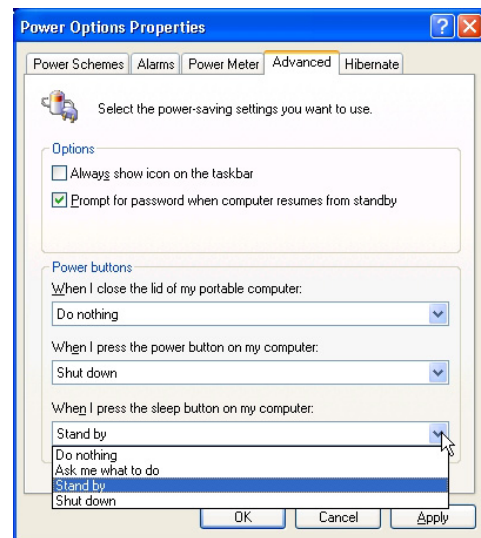 Power Options Properties
Power Schemes Alarms Power Meter Advanced Hibernate
Select the power-saving settings you want to use.
Options
Always show icon on the taskbar
Prompt for password when computer resumes from standby
Power buttons
When I close the lid of my portable computer:
Do nothing
When I press the power button on my computer:
Shut down
When I press the sleep button on my computer:
Stand by
Do nothing
Ask me what to do
Stand by
Shut down
OK Cancel Apply